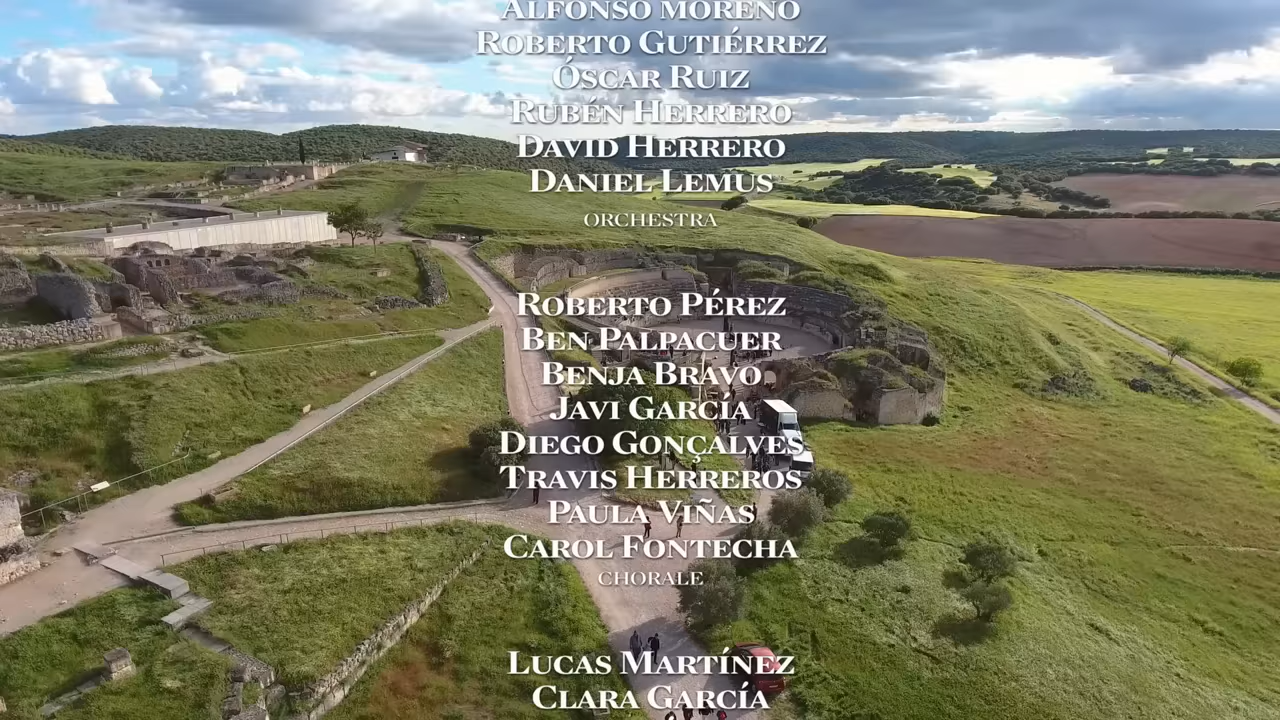 ALFONSO MORENO
ROBERTO GUTIÉRREZ
ÓSCAR RUIZ
RUBÉN HERRERO
DAVID HERRERO
DANIEL LEMUS
ORCHESTRA
ROBERTO PÉREZ
BEN PALPACUER
BENJA BRAVO
JAVI GARCÍA
DIEGO GONÇALVES
TRAVIS HERREROS
PAULA VIÑAS
CAROL FONTECHA
CHORALE
LUCAS MARTÍNEZ
CLARA GARCÍA